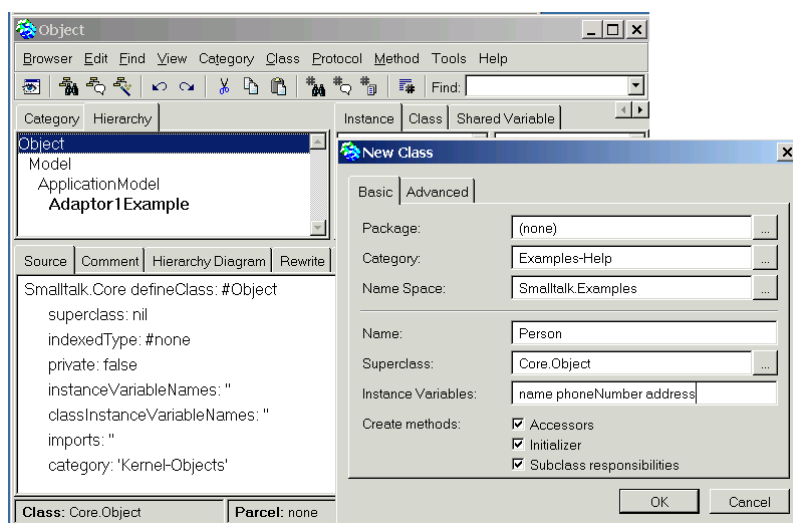 Object
Browser Edit Find View Category Class Protocol Method Tools Help
Find:
Category Hierarchy
Instance Class Shared Variable
Object
Model
ApplicationModel
Adaptor1Example
Source Comment Hierarchy Diagram Rewrite
Smalltalk.Core defineClass: #Object
superclass: nil
indexedType: #none
private: false
instanceVariableNames: ''
classInstanceVariableNames: ''
imports: ''
category: 'Kernel-Objects'
Class: Core.Object
Parcel: none
New Class
Basic Advanced
Package: (none) ...
Category: Examples-Help ...
Name Space: Smalltalk.Examples ...
Name: Person
Superclass: Core.Object ...
Instance Variables: name phoneNumber address
Create methods: Accessors
Initializer
Subclass responsibilities
OK Cancel